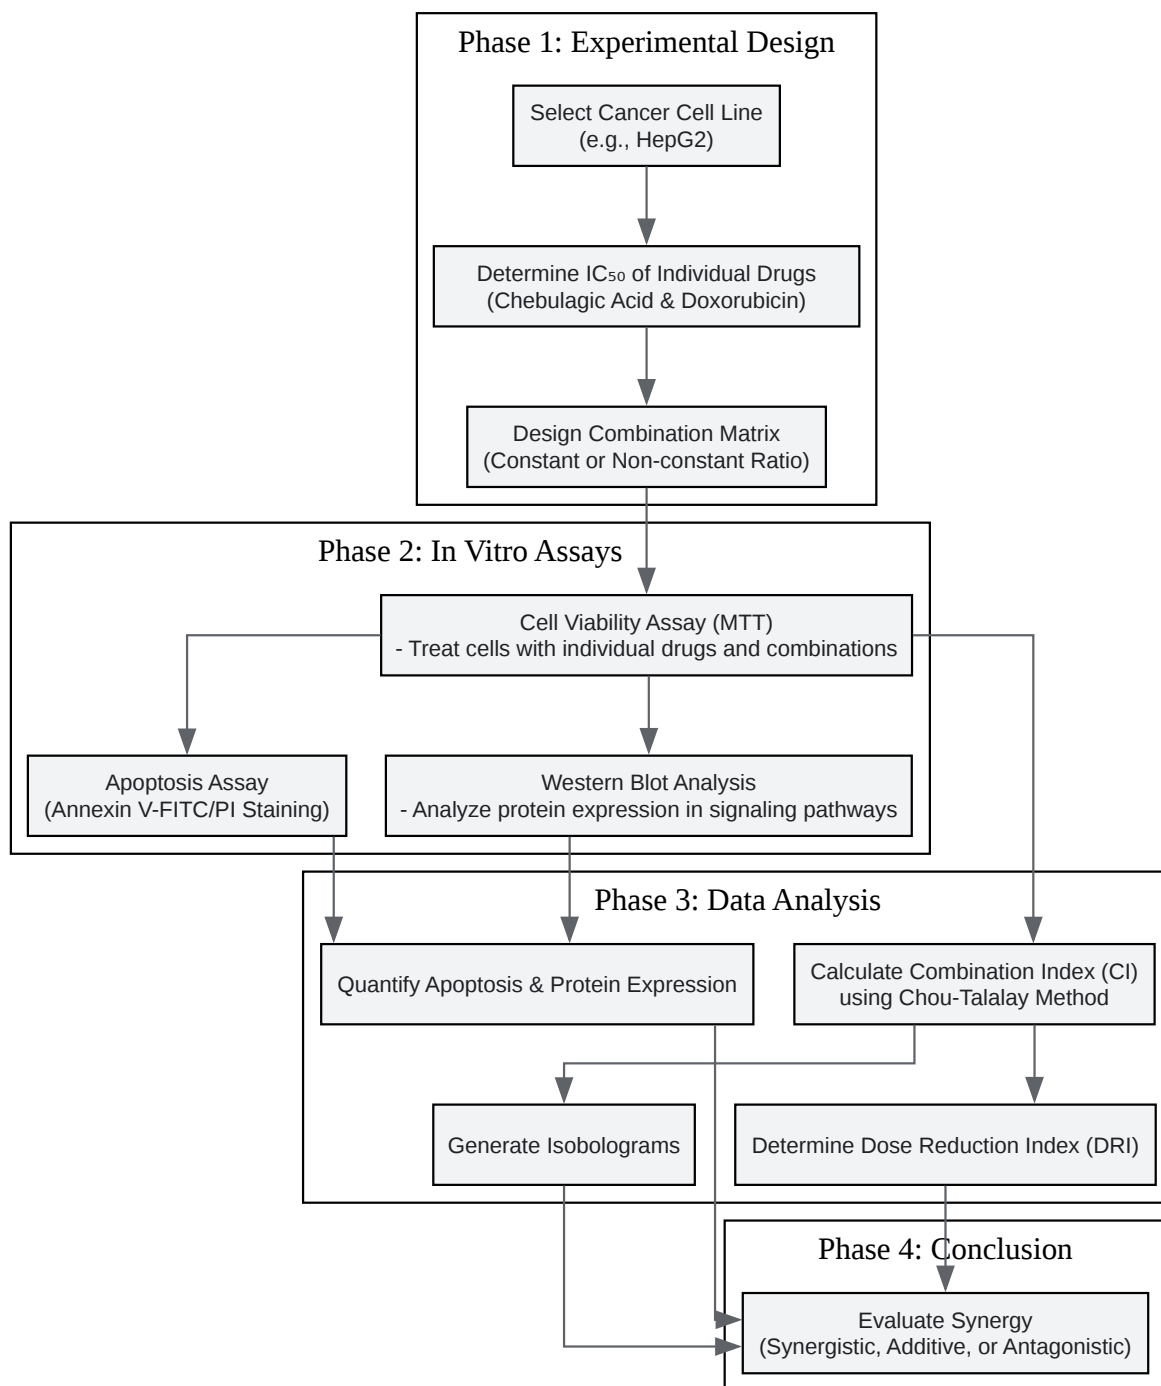 Phase 1: Experimental Design
Select Cancer Cell Line
(e.g., HepG2)
Determine IC₅₀ of Individual Drugs
(Chebulagic Acid & Doxorubicin)
Design Combination Matrix
(Constant or Non-constant Ratio)
Phase 2: In Vitro Assays
Cell Viability Assay (MTT)
- Treat cells with individual drugs and combinations
Apoptosis Assay
(Annexin V-FITC/PI Staining)
Western Blot Analysis
- Analyze protein expression in signaling pathways
Phase 3: Data Analysis
Quantify Apoptosis & Protein Expression
Calculate Combination Index (CI)
using Chou-Talalay Method
Generate Isobolograms
Determine Dose Reduction Index (DRI)
Phase 4: Conclusion
Evaluate Synergy
(Synergistic, Additive, or Antagonistic)